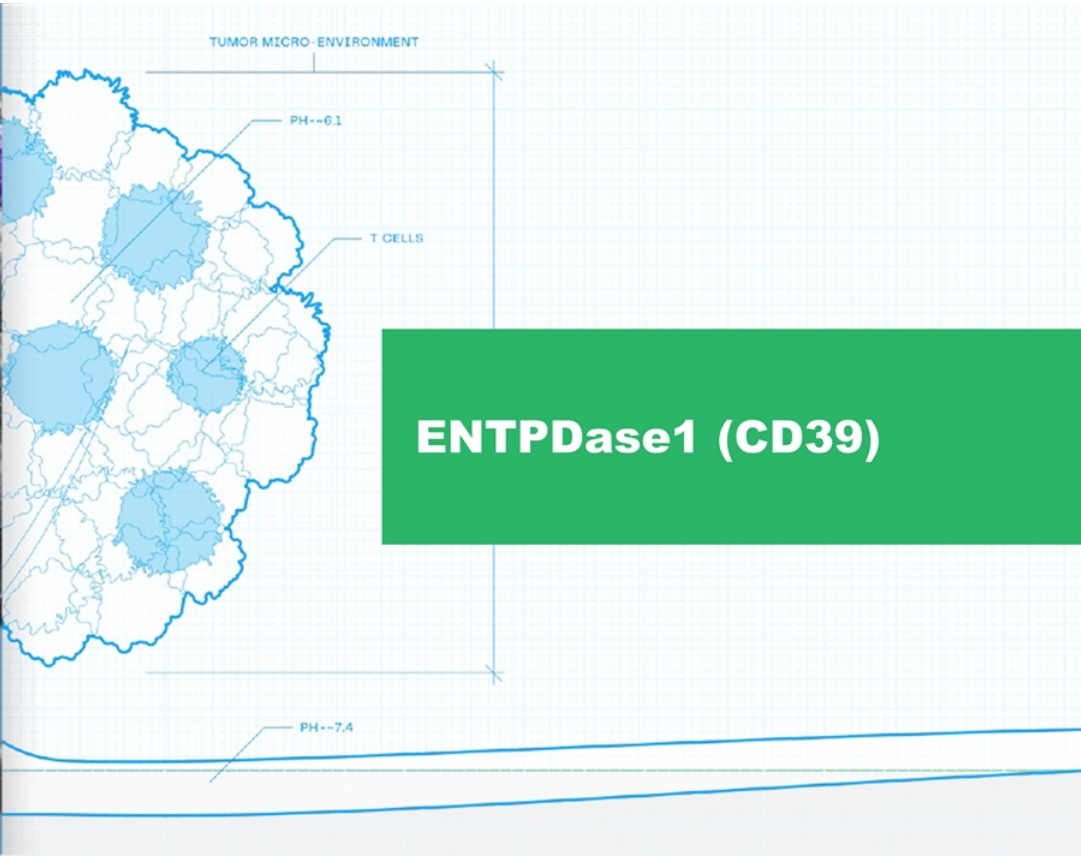 TUMOR MICRO-ENVIRONMENT
PH=~6.1
T CELLS
ENTPDase1 (CD39)
PH=~7.4